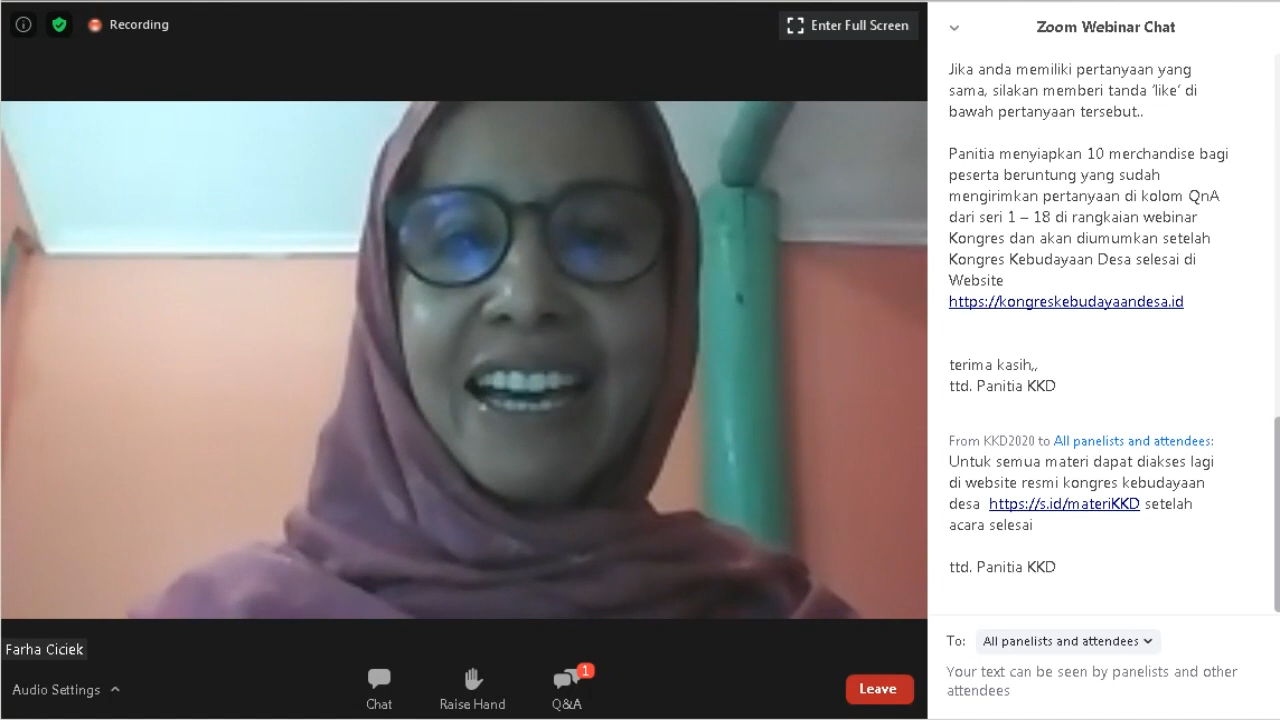 Recording
Enter Full Screen
Zoom Webinar Chat
Jika anda memiliki pertanyaan yang
sama, silakan memberi tanda ‘like’ di
bawah pertanyaan tersebut..
Panitia menyiapkan 10 merchandise bagi
peserta beruntung yang sudah
mengirimkan pertanyaan di kolom QnA
dari seri 1 – 18 di rangkaian webinar
Kongres dan akan diumumkan setelah
Kongres Kebudayaan Desa selesai di
Website
https://kongreskebudayaandesa.id
terima kasih,,
ttd. Panitia KKD
From KKD2020 to All panelists and attendees:
Untuk semua materi dapat diakses lagi
di website resmi kongres kebudayaan
desa https://s.id/materiKKD setelah
acara selesai
ttd. Panitia KKD
To: All panelists and attendees
Your text can be seen by panelists and other
attendees
Farha Ciciek
Audio Settings
Chat
Raise Hand
1
Q&A
Leave